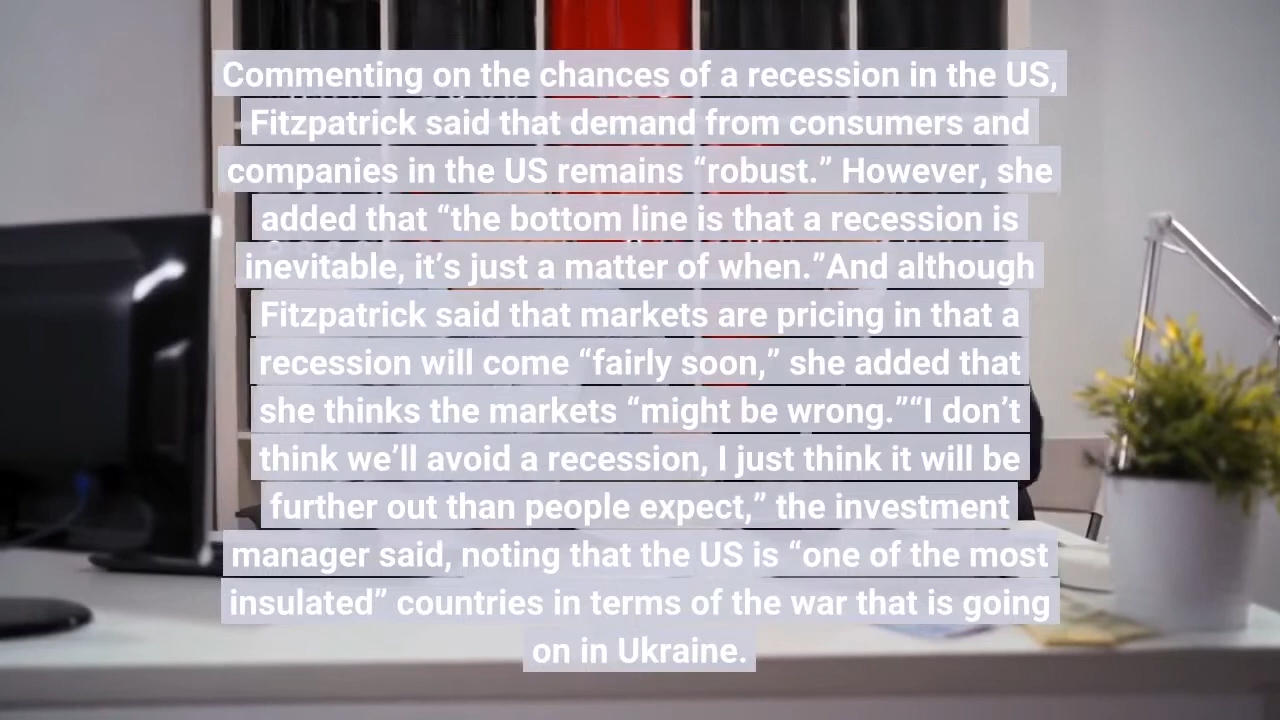 Commenting on the chances of a recession in the US,
Fitzpatrick said that demand from consumers and
companies in the US remains “robust.” However, she
added that “the bottom line is that a recession is
inevitable, it’s just a matter of when.”And although
Fitzpatrick said that markets are pricing in that a
recession will come “fairly soon,” she added that
she thinks the markets “might be wrong.”“I don’t
think we’ll avoid a recession, I just think it will be
further out than people expect,” the investment
manager said, noting that the US is “one of the most
insulated” countries in terms of the war that is going
on in Ukraine.